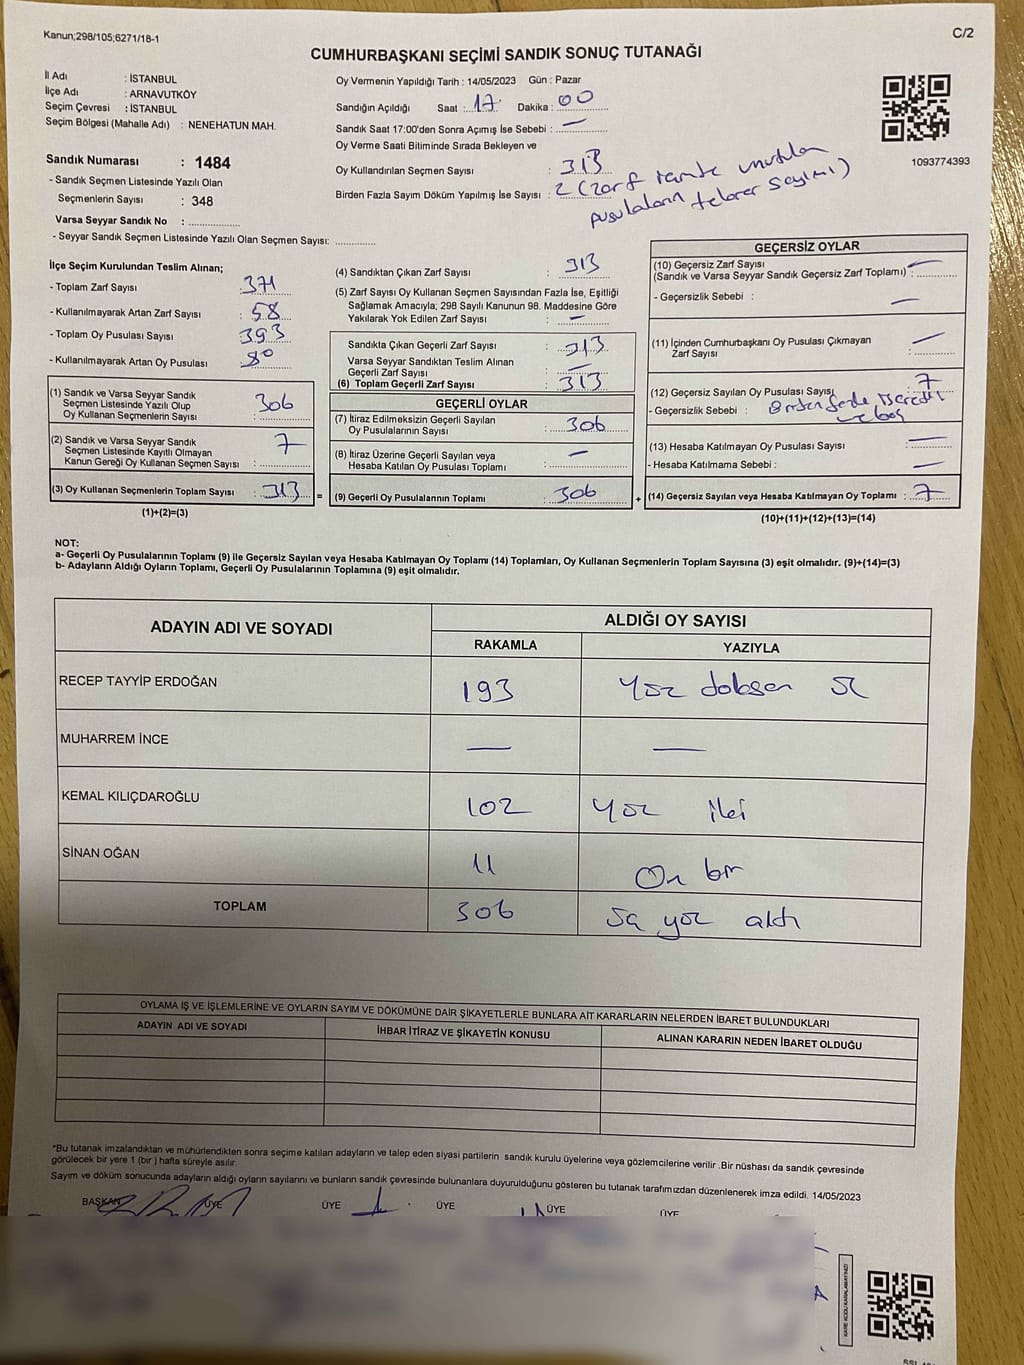 Kanun;298/105;6271/18-1
C/2
CUMHURBAŞKANI SEÇİMİ SANDIK SONUÇ TUTANAĞI
İl Adı : İSTANBUL
İlçe Adı : ARNAVUTKÖY
Seçim Çevresi : İSTANBUL
Seçim Bölgesi (Mahalle Adı) : NENEHATUN MAH.
Sandık Numarası : 1484
- Sandık Seçmen Listesinde Yazılı Olan
Seçmenlerin Sayısı : 348
Varsa Seyyar Sandık No :
- Seyyar Sandık Seçmen Listesinde Yazılı Olan Seçmen Sayısı:
Oy Vermenin Yapıldığı Tarih : 14/05/2023 Gün : Pazar
Sandığın Açıldığı Saat : 17 Dakika : 00
Sandık Saat 17:00'den Sonra Açımış İse Sebebi : —
Oy Verme Saati Bitiminde Sırada Bekleyen ve
Oy Kullandırılan Seçmen Sayısı : 313
Birden Fazla Sayım Döküm Yapılmış İse Sayısı : 2 (zarf içinde unutulan
pusulaların tekrar sayımı)
1093774393
İlçe Seçim Kurulundan Teslim Alınan;
- Toplam Zarf Sayısı : 371
- Kullanılmayarak Artan Zarf Sayısı : 58
- Toplam Oy Pusulası Sayısı : 393
- Kullanılmayarak Artan Oy Pusulası : 80
(1) Sandık ve Varsa Seyyar Sandık
Seçmen Listesinde Yazılı Olup
Oy Kullanan Seçmenlerin Sayısı : 306
(2) Sandık ve Varsa Seyyar Sandık
Seçmen Listesinde Kayıtlı Olmayan
Kanun Gereği Oy Kullanan Seçmen Sayısı : 7
(3) Oy Kullanan Seçmenlerin Toplam Sayısı : 313 =
(1)+(2)=(3)
(4) Sandıktan Çıkan Zarf Sayısı : 313
(5) Zarf Sayısı Oy Kullanan Seçmen Sayısından Fazla İse, Eşitliği
Sağlamak Amacıyla; 298 Sayılı Kanunun 98. Maddesine Göre
Yakılarak Yok Edilen Zarf Sayısı : —
Sandıkta Çıkan Geçerli Zarf Sayısı : 313
Varsa Seyyar Sandıktan Teslim Alınan
Geçerli Zarf Sayısı : —
(6) Toplam Geçerli Zarf Sayısı : 313
GEÇERLİ OYLAR
(7) İtiraz Edilmeksizin Geçerli Sayılan
Oy Pusulalarının Sayısı : 306
(8) İtiraz Üzerine Geçerli Sayılan veya
Hesaba Katılan Oy Pusulası Toplamı : —
(9) Geçerli Oy Pusulalarının Toplamı : 306 +
GEÇERSİZ OYLAR
(10) Geçersiz Zarf Sayısı
(Sandık ve Varsa Seyyar Sandık Geçersiz Zarf Toplamı) : —
- Geçersizlik Sebebi : —
(11) İçinden Cumhurbaşkanı Oy Pusulası Çıkmayan
Zarf Sayısı : —
(12) Geçersiz Sayılan Oy Pusulası Sayısı : 7
- Geçersizlik Sebebi : Birden fazla
ve boş
(13) Hesaba Katılmayan Oy Pusulası Sayısı : —
- Hesaba Katılmama Sebebi : —
(14) Geçersiz Sayılan veya Hesaba Katılmayan Oy Toplamı : 7
(10)+(11)+(12)+(13)=(14)
NOT:
a- Geçerli Oy Pusulalarının Toplamı (9) ile Geçersiz Sayılan veya Hesaba Katılmayan Oy Toplamı (14) Toplamları, Oy Kullanan Seçmenlerin Toplam Sayısına (3) eşit olmalıdır. (9)+(14)=(3)
b- Adayların Aldığı Oyların Toplamı, Geçerli Oy Pusulalarının Toplamına (9) eşit olmalıdır.
ADAYIN ADI VE SOYADI
ALDIĞI OY SAYISI
RAKAMLA YAZIYLA
RECEP TAYYİP ERDOĞAN 193 Yüz doksan üç
MUHARREM İNCE — —
KEMAL KILIÇDAROĞLU 102 Yüz iki
SİNAN OĞAN 11 On bir
TOPLAM 306 Üç yüz altı
OYLAMA İŞ VE İŞLEMLERİNE VE OYLARIN SAYIM VE DÖKÜMÜNE DAİR ŞİKAYETLERLE BUNLARA AİT KARARLARIN NELERDEN İBARET BULUNDUKLARI
ADAYIN ADI VE SOYADI İHBAR İTİRAZ VE ŞİKAYETİN KONUSU ALINAN KARARIN NEDEN İBARET OLDUĞU
*Bu tutanak imzalandıktan ve mühürlendikten sonra seçime katılan adayların ve talep eden siyasi partilerin sandık kurulu üyelerine veya gözlemcilerine verilir .Bir nüshası da sandık çevresinde
görülecek bir yere 1 (bir) hafta süreyle asılır.
Sayım ve döküm sonucunda adayların aldığı oyların sayılarını ve bunların sandık çevresinde bulunanlara duyurulduğunu gösteren bu tutanak tarafımızdan düzenlenerek imza edildi. 14/05/2023
BAŞKAN ÜYE ÜYE ÜYE ÜYE ÜYE
KARE KODU KARALAMAYINIZ!